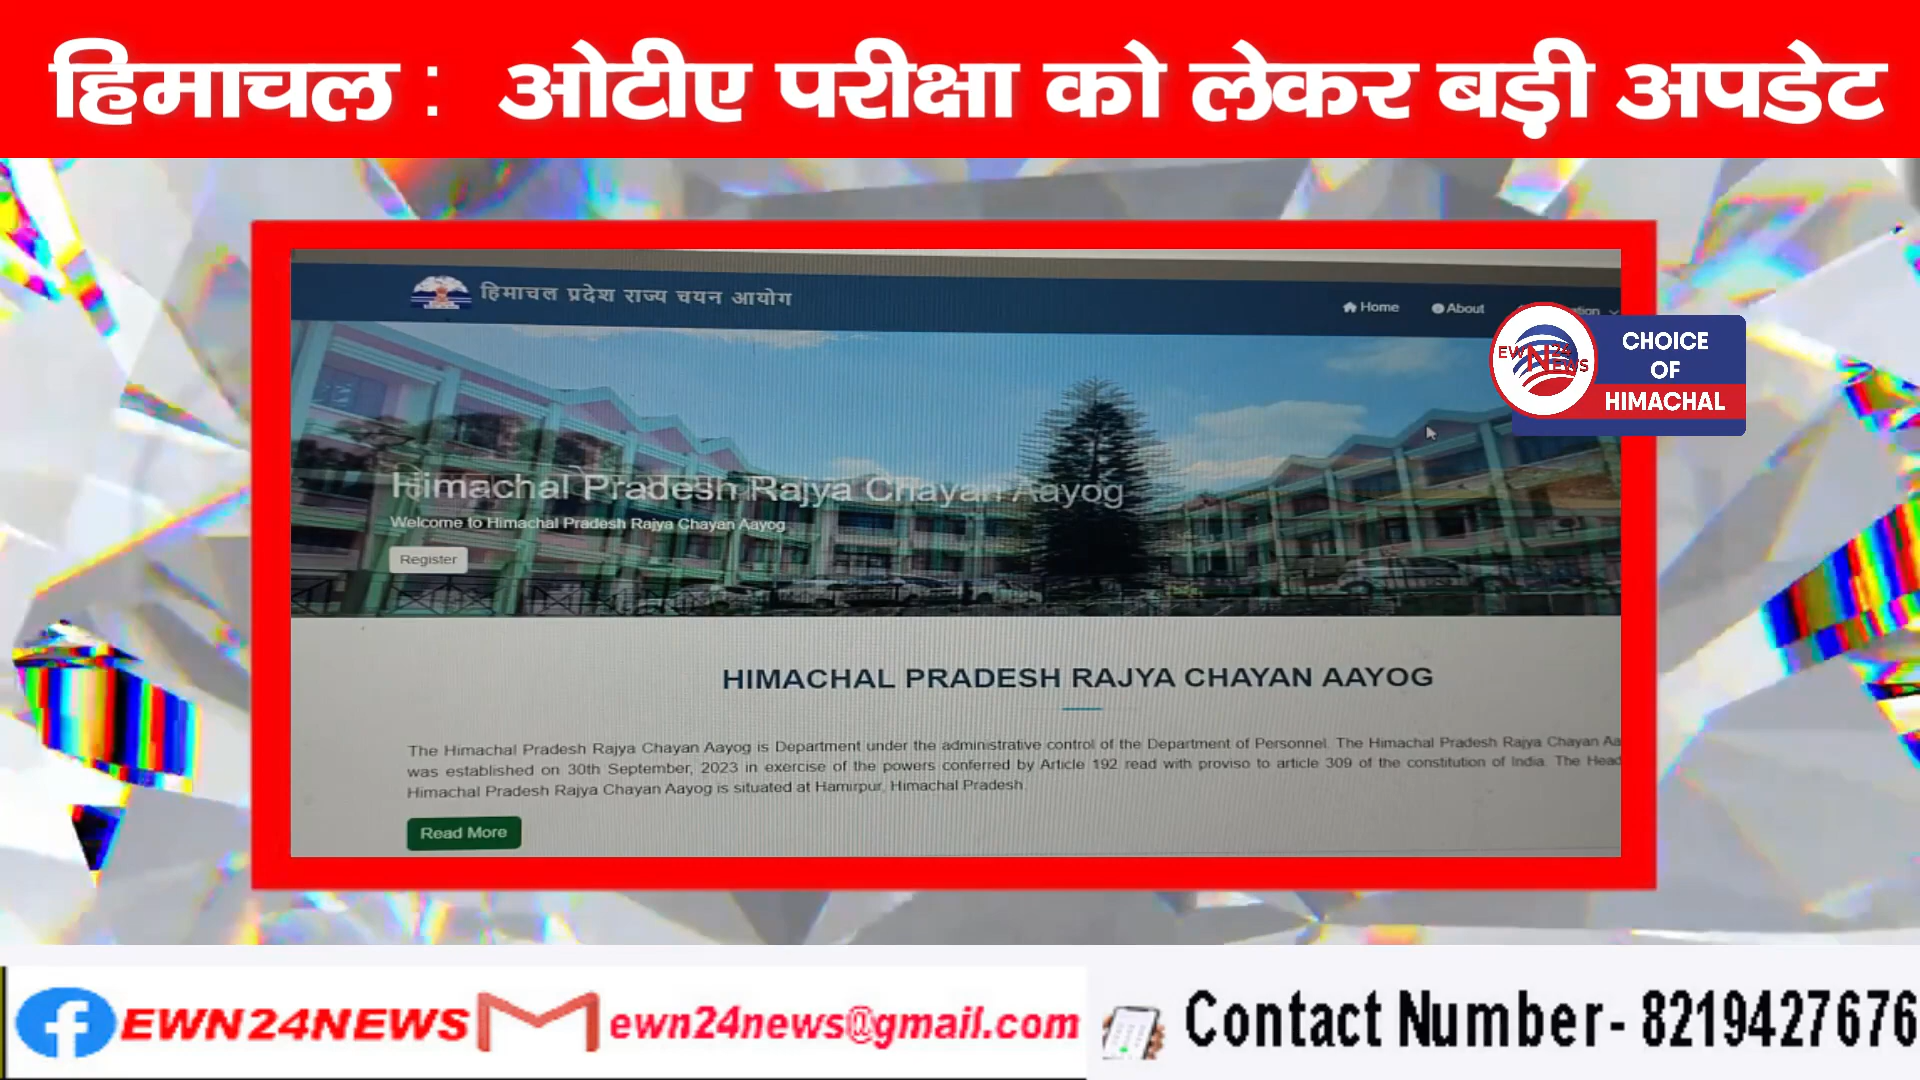 हिमाचल : ओटीए परीक्षा को लेकर बड़ी अपडेट
हिमाचल प्रदेश राज्य चयन आयोग
Home
About
CHOICE
OF
HIMACHAL
EWN24
NEWS
Himachal Pradesh Rajya Chayan Aayog
Welcome to Himachal Pradesh Rajya Chayan Aayog
Register
HIMACHAL PRADESH RAJYA CHAYAN AAYOG
The Himachal Pradesh Rajya Chayan Aayog is Department under the administrative control of the Department of Personnel. The Himachal Pradesh Rajya Chayan Aa
was established on 30th September, 2023 in exercise of the powers conferred by Article 192 read with proviso to article 309 of the constitution of India. The Head
Himachal Pradesh Rajya Chayan Aayog is situated at Hamirpur, Himachal Pradesh.
Read More
EWN24NEWS
ewn24news@gmail.com
Contact Number- 8219427676